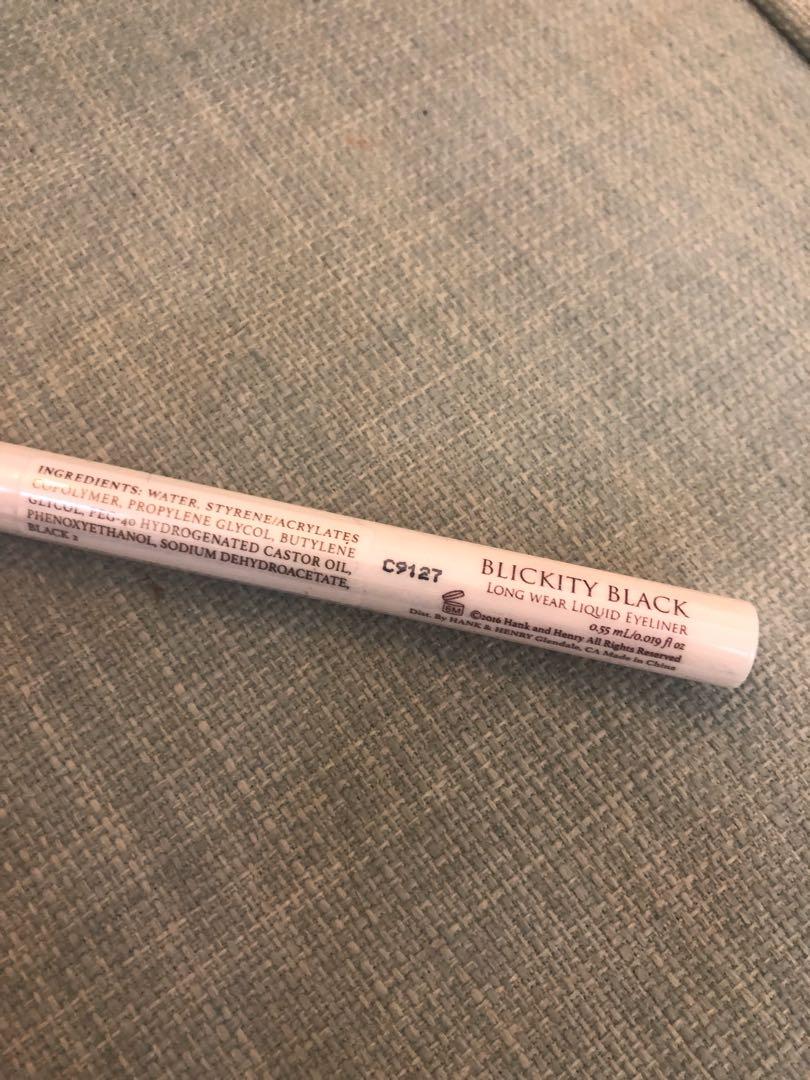 INGREDIENTS: WATER, STYRENE/ACRYLATES
COPOLYMER, PROPYLENE GLYCOL, BUTYLENE
GLYCOL, PEG-40 HYDROGENATED CASTOR OIL,
PHENOXYETHANOL, SODIUM DEHYDROACETATE,
BLACK 2
C9127
BLICKITY BLACK
LONG WEAR LIQUID EYELINER
0.55 mL/0.019 fl oz
6M
©2016 Hank and Henry All Rights Reserved
Dist. By HANK & HENRY Glendale, CA Made in China